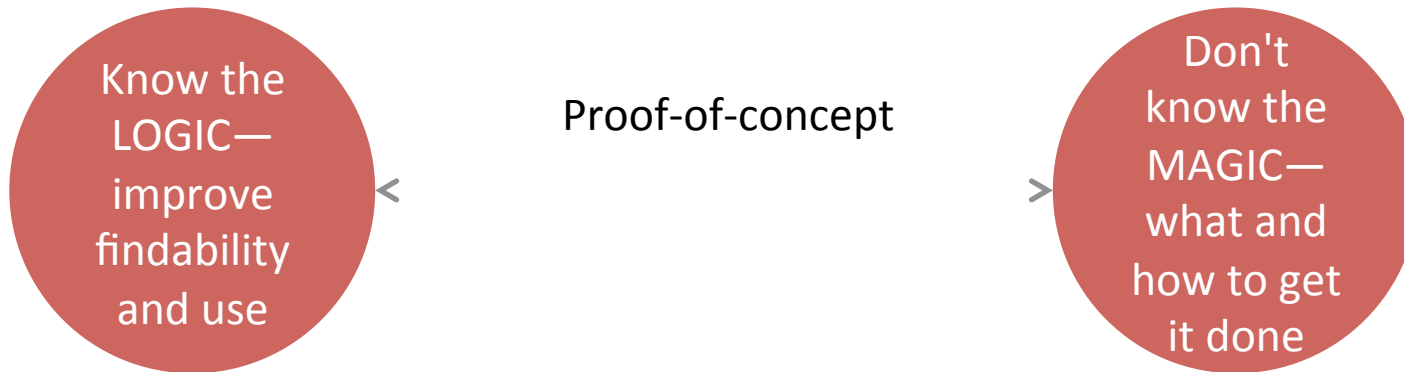 Know the
LOGIC—
improve
findability
and use
Proof-of-concept
Don't
know the
MAGIC—
what and
how to get
it done